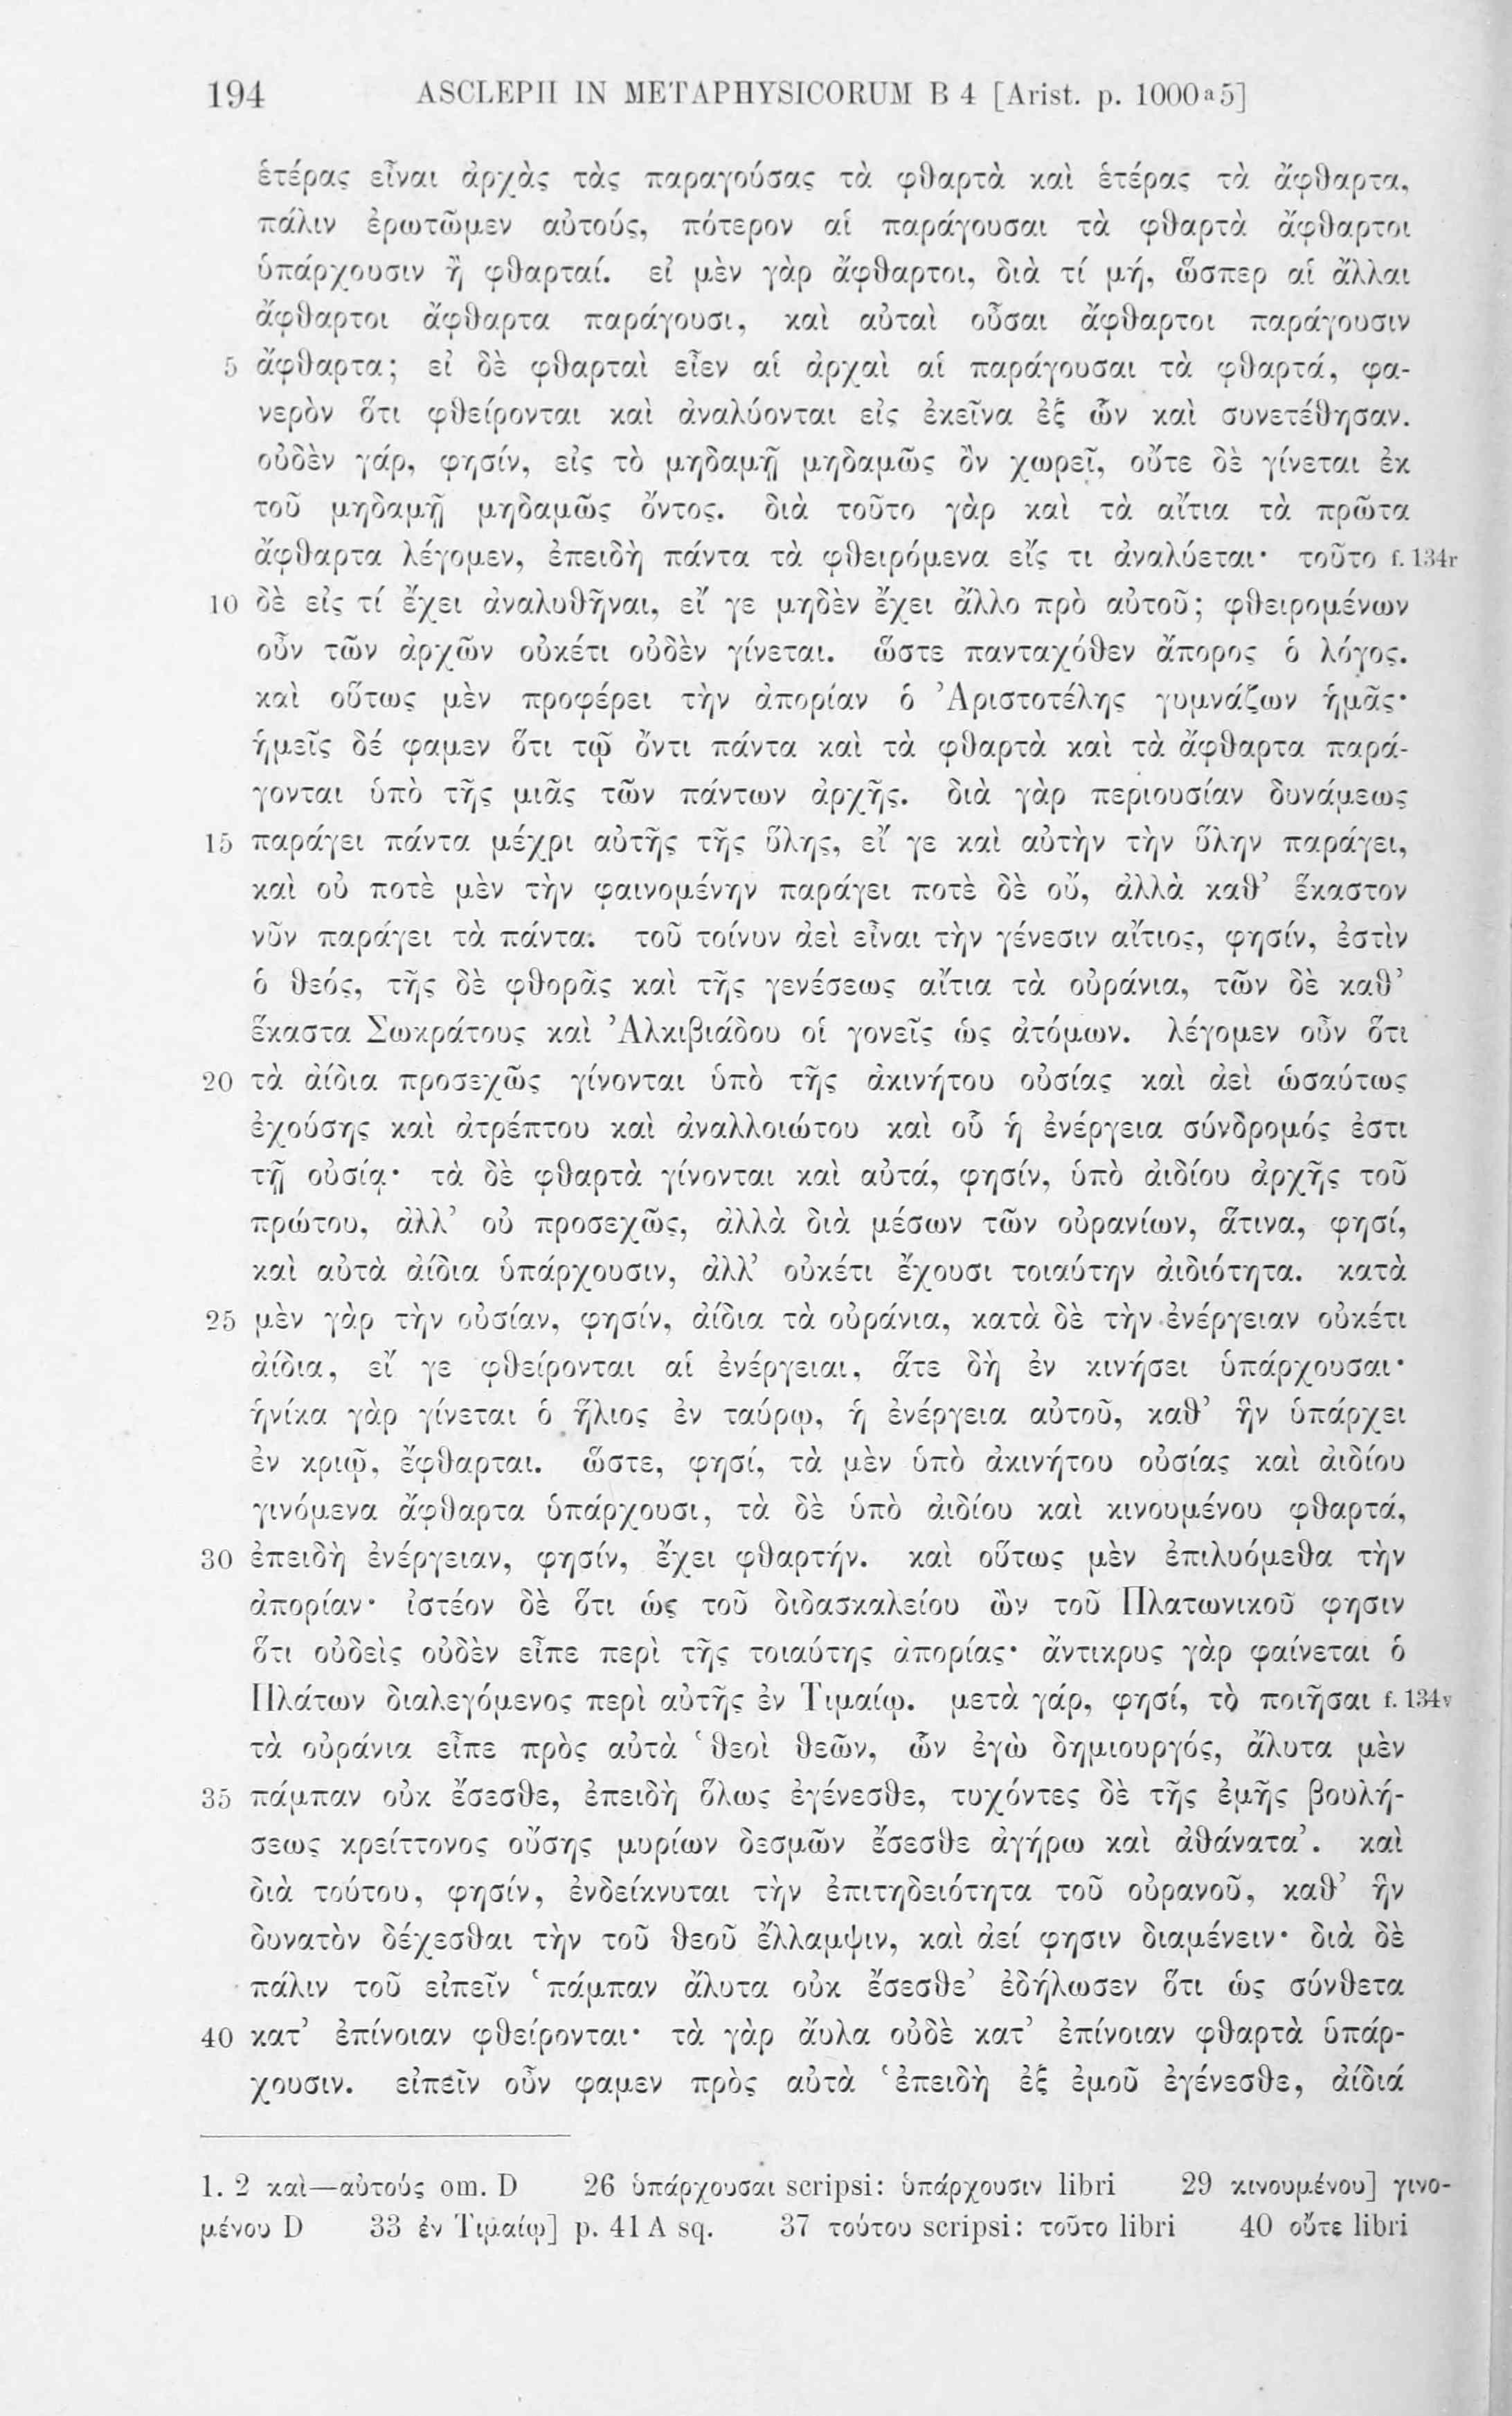 194 ASCLEPII IN METAPHYSICORUM B 4 [Arist. p. 1000ᵃ5]
ἑτέρας εἶναι ἀρχὰς τὰς παραγούσας τὰ φθαρτὰ καὶ ἑτέρας τὰ ἄφθαρτα,
πάλιν ἐρωτῶμεν αὐτούς, πότερον αἱ παράγουσαι τὰ φθαρτὰ ἄφθαρτοι
ὑπάρχουσιν ἢ φθαρταί. εἰ μὲν γὰρ ἄφθαρτοι, διὰ τί μή, ὥσπερ αἱ ἄλλαι
ἄφθαρτοι ἄφθαρτα παράγουσι, καὶ αὐταὶ οὖσαι ἄφθαρτοι παράγουσιν
5 ἄφθαρτα; εἰ δὲ φθαρταὶ εἶεν αἱ ἀρχαὶ αἱ παράγουσαι τὰ φθαρτά, φα-
νερὸν ὅτι φθείρονται καὶ ἀναλύονται εἰς ἐκεῖνα ἐξ ὧν καὶ συνετέθησαν.
οὐδὲν γάρ, φησίν, εἰς τὸ μηδαμῇ μηδαμῶς ὂν χωρεῖ, οὔτε δὲ γίνεται ἐκ
τοῦ μηδαμῇ μηδαμῶς ὄντος. διὰ τοῦτο γὰρ καὶ τὰ αἴτια τὰ πρῶτα
ἄφθαρτα λέγομεν, ἐπειδὴ πάντα τὰ φθειρόμενα εἴς τι ἀναλύεται· τοῦτο f. 134r
10 δὲ εἰς τί ἔχει ἀναλυθῆναι, εἴ γε μηδὲν ἔχει ἄλλο πρὸ αὐτοῦ; φθειρομένων
οὖν τῶν ἀρχῶν οὐκέτι οὐδὲν γίνεται. ὥστε πανταχόθεν ἄπορος ὁ λόγος.
καὶ οὕτως μὲν προφέρει τὴν ἀπορίαν ὁ Ἀριστοτέλης γυμνάζων ἡμᾶς·
ἡμεῖς δέ φαμεν ὅτι τῷ ὄντι πάντα καὶ τὰ φθαρτὰ καὶ τὰ ἄφθαρτα παρά-
γονται ὑπὸ τῆς μιᾶς τῶν πάντων ἀρχῆς. διὰ γὰρ περιουσίαν δυνάμεως
15 παράγει πάντα μέχρι αὐτῆς τῆς ὕλης, εἴ γε καὶ αὐτὴν τὴν ὕλην παράγει,
καὶ οὐ ποτὲ μὲν τὴν φαινομένην παράγει ποτὲ δὲ οὔ, ἀλλὰ καθ’ ἕκαστον
νῦν παράγει τὰ πάντα. τοῦ τοίνυν ἀεὶ εἶναι τὴν γένεσιν αἴτιος, φησίν, ἐστὶν
ὁ θεός, τῆς δὲ φθορᾶς καὶ τῆς γενέσεως αἴτια τὰ οὐράνια, τῶν δὲ καθ’
ἕκαστα Σωκράτους καὶ Ἀλκιβιάδου οἱ γονεῖς ὡς ἀτόμων. λέγομεν οὖν ὅτι
20 τὰ ἀίδια προσεχῶς γίνονται ὑπὸ τῆς ἀκινήτου οὐσίας καὶ ἀεὶ ὡσαύτως
ἐχούσης καὶ ἀτρέπτου καὶ ἀναλλοιώτου καὶ οὗ ἡ ἐνέργεια σύνδρομός ἐστι
τῇ οὐσίᾳ· τὰ δὲ φθαρτὰ γίνονται καὶ αὐτά, φησίν, ὑπὸ ἀιδίου ἀρχῆς τοῦ
πρώτου, ἀλλ’ οὐ προσεχῶς, ἀλλὰ διὰ μέσων τῶν οὐρανίων, ἅτινα, φησί,
καὶ αὐτὰ ἀίδια ὑπάρχουσιν, ἀλλ’ οὐκέτι ἔχουσι τοιαύτην ἀιδιότητα. κατὰ
25 μὲν γὰρ τὴν οὐσίαν, φησίν, ἀίδια τὰ οὐράνια, κατὰ δὲ τὴν ἐνέργειαν οὐκέτι
ἀίδια, εἴ γε φθείρονται αἱ ἐνέργειαι, ἅτε δὴ ἐν κινήσει ὑπάρχουσαι·
ἡνίκα γὰρ γίνεται ὁ ἥλιος ἐν ταύρῳ, ἡ ἐνέργεια αὐτοῦ, καθ’ ἣν ὑπάρχει
ἐν κριῷ, ἔφθαρται. ὥστε, φησί, τὰ μὲν ὑπὸ ἀκινήτου οὐσίας καὶ ἀιδίου
γινόμενα ἄφθαρτα ὑπάρχουσι, τὰ δὲ ὑπὸ ἀιδίου καὶ κινουμένου φθαρτά,
30 ἐπειδὴ ἐνέργειαν, φησίν, ἔχει φθαρτήν. καὶ οὕτως μὲν ἐπιλυόμεθα τὴν
ἀπορίαν· ἰστέον δὲ ὅτι ὡς τοῦ διδασκαλείου ὢν τοῦ Πλατωνικοῦ φησιν
ὅτι οὐδεὶς οὐδὲν εἶπε περὶ τῆς τοιαύτης ἀπορίας· ἄντικρυς γὰρ φαίνεται ὁ
Πλάτων διαλεγόμενος περὶ αὐτῆς ἐν Τιμαίῳ. μετὰ γάρ, φησί, τὸ ποιῆσαι f. 134v
τὰ οὐράνια εἶπε πρὸς αὐτὰ ‘θεοὶ θεῶν, ὧν ἐγὼ δημιουργός, ἄλυτα μὲν
35 πάμπαν οὐκ ἔσεσθε, ἐπειδὴ ὅλως ἐγένεσθε, τυχόντες δὲ τῆς ἐμῆς βουλή-
σεως κρείττονος οὔσης μυρίων δεσμῶν ἔσεσθε ἀγήρω καὶ ἀθάνατα’. καὶ
διὰ τούτου, φησίν, ἐνδείκνυται τὴν ἐπιτηδειότητα τοῦ οὐρανοῦ, καθ’ ἣν
δυνατὸν δέχεσθαι τὴν τοῦ θεοῦ ἔλλαμψιν, καὶ ἀεί φησιν διαμένειν· διὰ δὲ
πάλιν τοῦ εἰπεῖν ‘πάμπαν ἄλυτα οὐκ ἔσεσθε’ ἐδήλωσεν ὅτι ὡς σύνθετα
40 κατ’ ἐπίνοιαν φθείρονται· τὰ γὰρ ἄυλα οὐδὲ κατ’ ἐπίνοιαν φθαρτὰ ὑπάρ-
χουσιν. εἰπεῖν οὖν φαμεν πρὸς αὐτὰ ‘ἐπειδὴ ἐξ ἐμοῦ ἐγένεσθε, ἀίδιά
1. 2 καὶ—αὐτούς om. D 26 ὑπάρχουσαι scripsi: ὑπάρχουσιν libri 29 κινουμένου] γινο-
μένου D 33 ἐν Τιμαίῳ] p. 41 A sq. 37 τούτου scripsi: τοῦτο libri 40 οὔτε libri